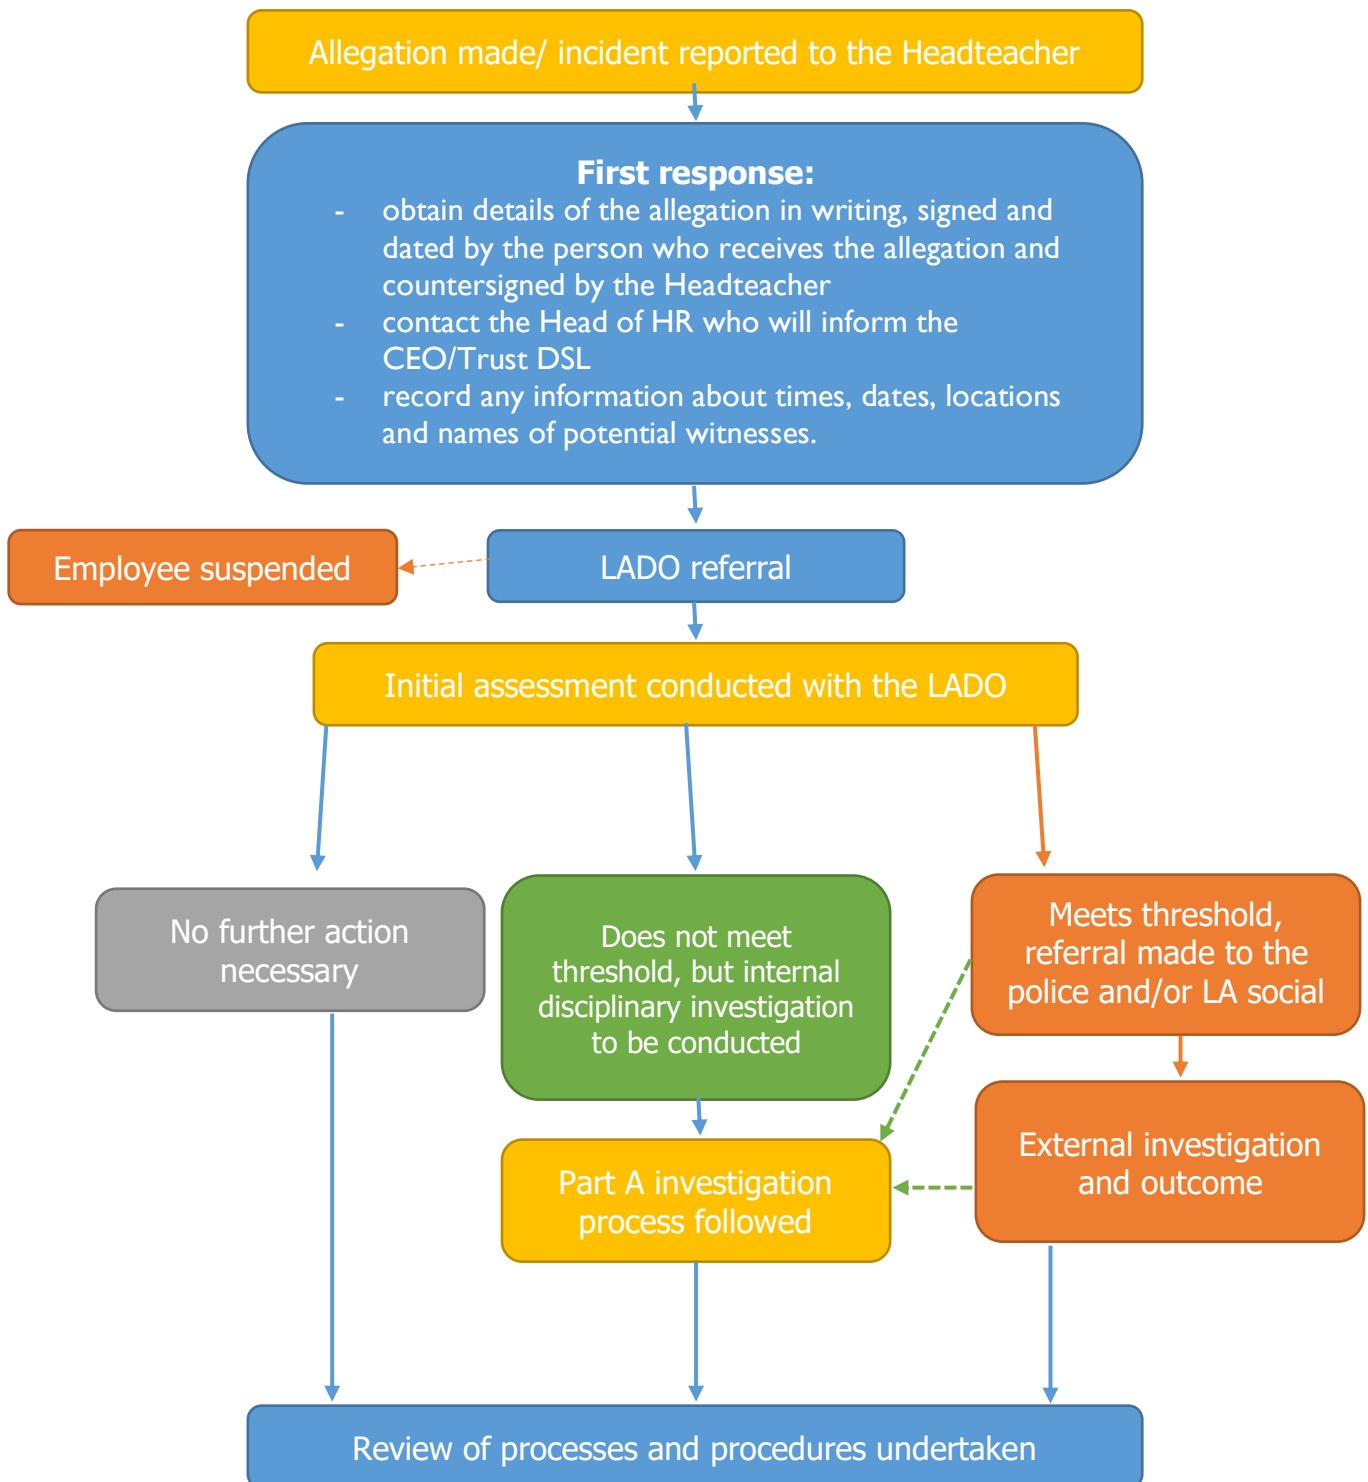 Allegation made/ incident reported to the Headteacher
First response:
- obtain details of the allegation in writing, signed and
dated by the person who receives the allegation and
countersigned by the Headteacher
- contact the Head of HR who will inform the
CEO/Trust DSL
- record any information about times, dates, locations
and names of potential witnesses.
Employee suspended
LADO referral
Initial assessment conducted with the LADO
No further action
necessary
Does not meet
threshold, but internal
disciplinary investigation
to be conducted
Meets threshold,
referral made to the
police and/or LA social
Part A investigation
process followed
External investigation
and outcome
Review of processes and procedures undertaken